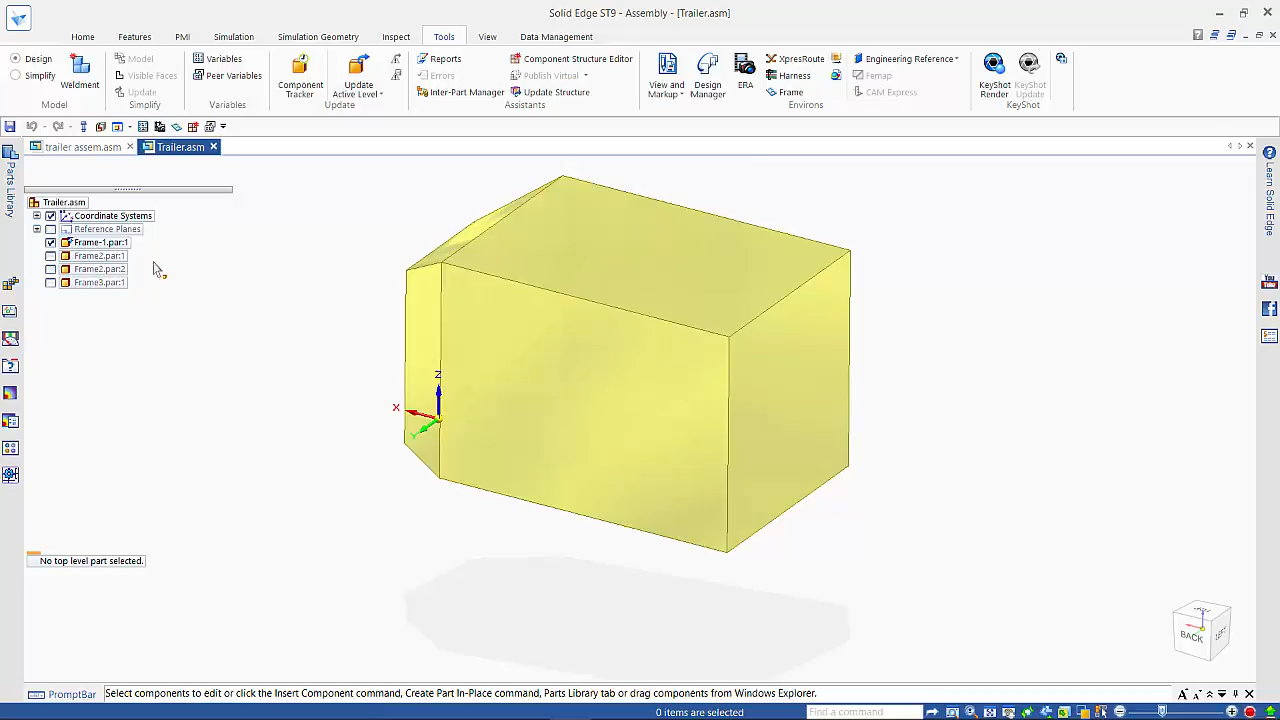 Solid Edge ST9 - Assembly - [Trailer.asm]
Home Features PMI Simulation Simulation Geometry Inspect Tools View Data Management
Design
Simplify
Weldment
Model
Model
Visible Faces
Update
Simplify
Variables
Peer Variables
Variables
Component
Tracker
Update
Active Level
Update
Reports
Errors
Inter-Part Manager
Component Structure Editor
Publish Virtual
Update Structure
Assistants
View and
Markup
Design
Manager
ERA
XpresRoute
Harness
Frame
Engineering Reference
Femap
CAM Express
Environs
KeyShot
Render
KeyShot
Update
KeyShot
trailer assem.asm
Trailer.asm
Parts Library
Trailer.asm
Coordinate Systems
Reference Planes
Frame-1.par:1
Frame2.par:1
Frame2.par:2
Frame3.par:1
No top level part selected.
Z
X
Y
BACK
LEFT
Learn Solid Edge
You
Tube
PromptBar
Select components to edit or click the Insert Component command, Create Part In-Place command, Parts Library tab or drag components from Windows Explorer.
0 items are selected
Find a command